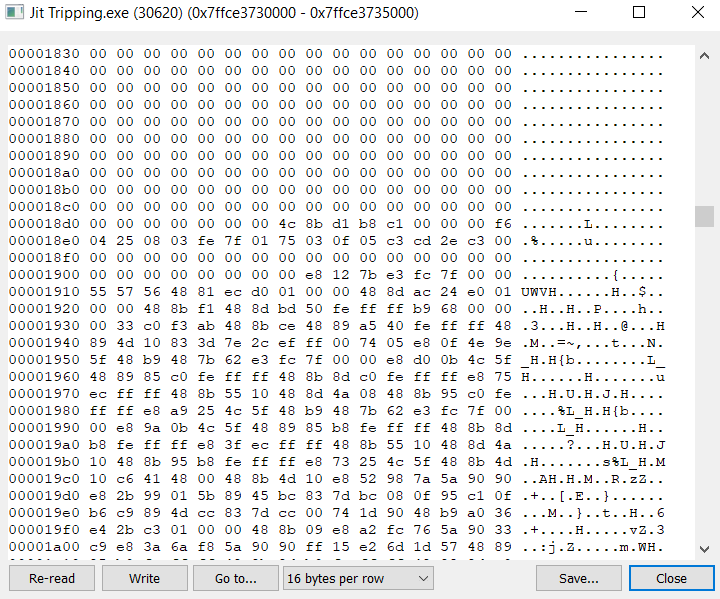 Jit Tripping.exe (30620) (0x7ffce3730000 - 0x7ffce3735000)
00001830 00 00 00 00 00 00 00 00 00 00 00 00 00 00 00 00 ................
00001840 00 00 00 00 00 00 00 00 00 00 00 00 00 00 00 00 ................
00001850 00 00 00 00 00 00 00 00 00 00 00 00 00 00 00 00 ................
00001860 00 00 00 00 00 00 00 00 00 00 00 00 00 00 00 00 ................
00001870 00 00 00 00 00 00 00 00 00 00 00 00 00 00 00 00 ................
00001880 00 00 00 00 00 00 00 00 00 00 00 00 00 00 00 00 ................
00001890 00 00 00 00 00 00 00 00 00 00 00 00 00 00 00 00 ................
000018a0 00 00 00 00 00 00 00 00 00 00 00 00 00 00 00 00 ................
000018b0 00 00 00 00 00 00 00 00 00 00 00 00 00 00 00 00 ................
000018c0 00 00 00 00 00 00 00 00 00 00 00 00 00 00 00 00 ................
000018d0 00 00 00 00 00 00 00 4c 8b d1 b8 c1 00 00 00 f6 .......L........
000018e0 04 25 08 03 fe 7f 01 75 03 0f 05 c3 cd 2e c3 00 .%.....u........
000018f0 00 00 00 00 00 00 00 00 00 00 00 00 00 00 00 00 ................
00001900 00 00 00 00 00 00 00 00 e8 12 7b e3 fc 7f 00 00 ..........{.....
00001910 55 57 56 48 81 ec d0 01 00 00 48 8d ac 24 e0 01 UWVH......H..$..
00001920 00 00 48 8b f1 48 8d bd 50 fe ff ff b9 68 00 00 ..H..H..P....h..
00001930 00 33 c0 f3 ab 48 8b ce 48 89 a5 40 fe ff ff 48 .3...H..H..@...H
00001940 89 4d 10 83 3d 7e 2c ef ff 00 74 05 e8 0f 4e 9e .M..=~,...t...N.
00001950 5f 48 b9 48 7b 62 e3 fc 7f 00 00 e8 d0 0b 4c 5f _H.H{b........L_
00001960 48 89 85 c0 fe ff ff 48 8b 8d c0 fe ff ff e8 75 H......H.......u
00001970 ec ff ff 48 8b 55 10 48 8d 4a 08 48 8b 95 c0 fe ...H.U.H.J.H....
00001980 ff ff e8 a9 25 4c 5f 48 b9 48 7b 62 e3 fc 7f 00 ....%L_H.H{b....
00001990 00 e8 9a 0b 4c 5f 48 89 85 b8 fe ff ff 48 8b 8d ....L_H......H..
000019a0 b8 fe ff ff e8 3f ec ff ff 48 8b 55 10 48 8d 4a .....?...H.U.H.J
000019b0 10 48 8b 95 b8 fe ff ff e8 73 25 4c 5f 48 8b 4d .H.......s%L_H.M
000019c0 10 c6 41 48 00 48 8b 4d 10 e8 52 98 7a 5a 90 90 ..AH.H.M..R.zZ..
000019d0 e8 2b 99 01 5b 89 45 bc 83 7d bc 08 0f 95 c1 0f .+..[.E..}......
000019e0 b6 c9 89 4d cc 83 7d cc 00 74 1d 90 48 b9 a0 36 ...M..}..t..H..6
000019f0 e4 2b c3 01 00 00 48 8b 09 e8 a2 fc 76 5a 90 33 .+....H.....vZ.3
00001a00 c9 e8 3a 6a f8 5a 90 90 ff 15 e2 6d 1d 57 48 89 ..:j.Z.....m.WH.
Re-read
Write
Go to...
16 bytes per row
Save...
Close